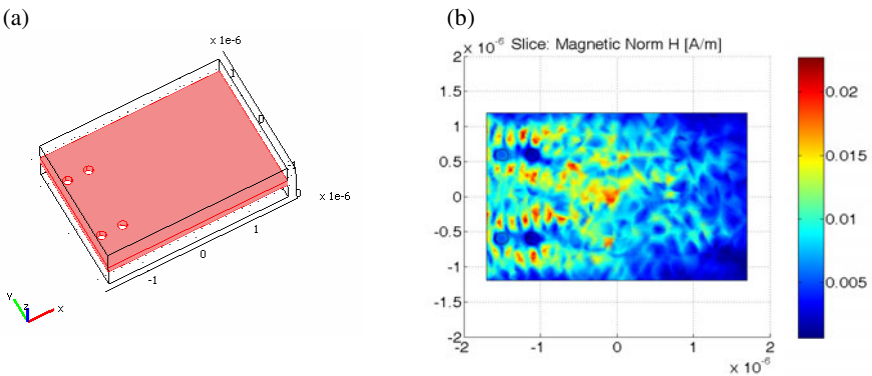 (a)
x 1e-6
1
0
-1
0
x 1e-6
1
0
-1
y
z
x
(b)
x 10⁻⁶ Slice: Magnetic Norm H [A/m]
2
1.5
1
0.5
0
-0.5
-1
-1.5
-2
-2
-1
0
1
2
x 10⁻⁶
0.02
0.015
0.01
0.005